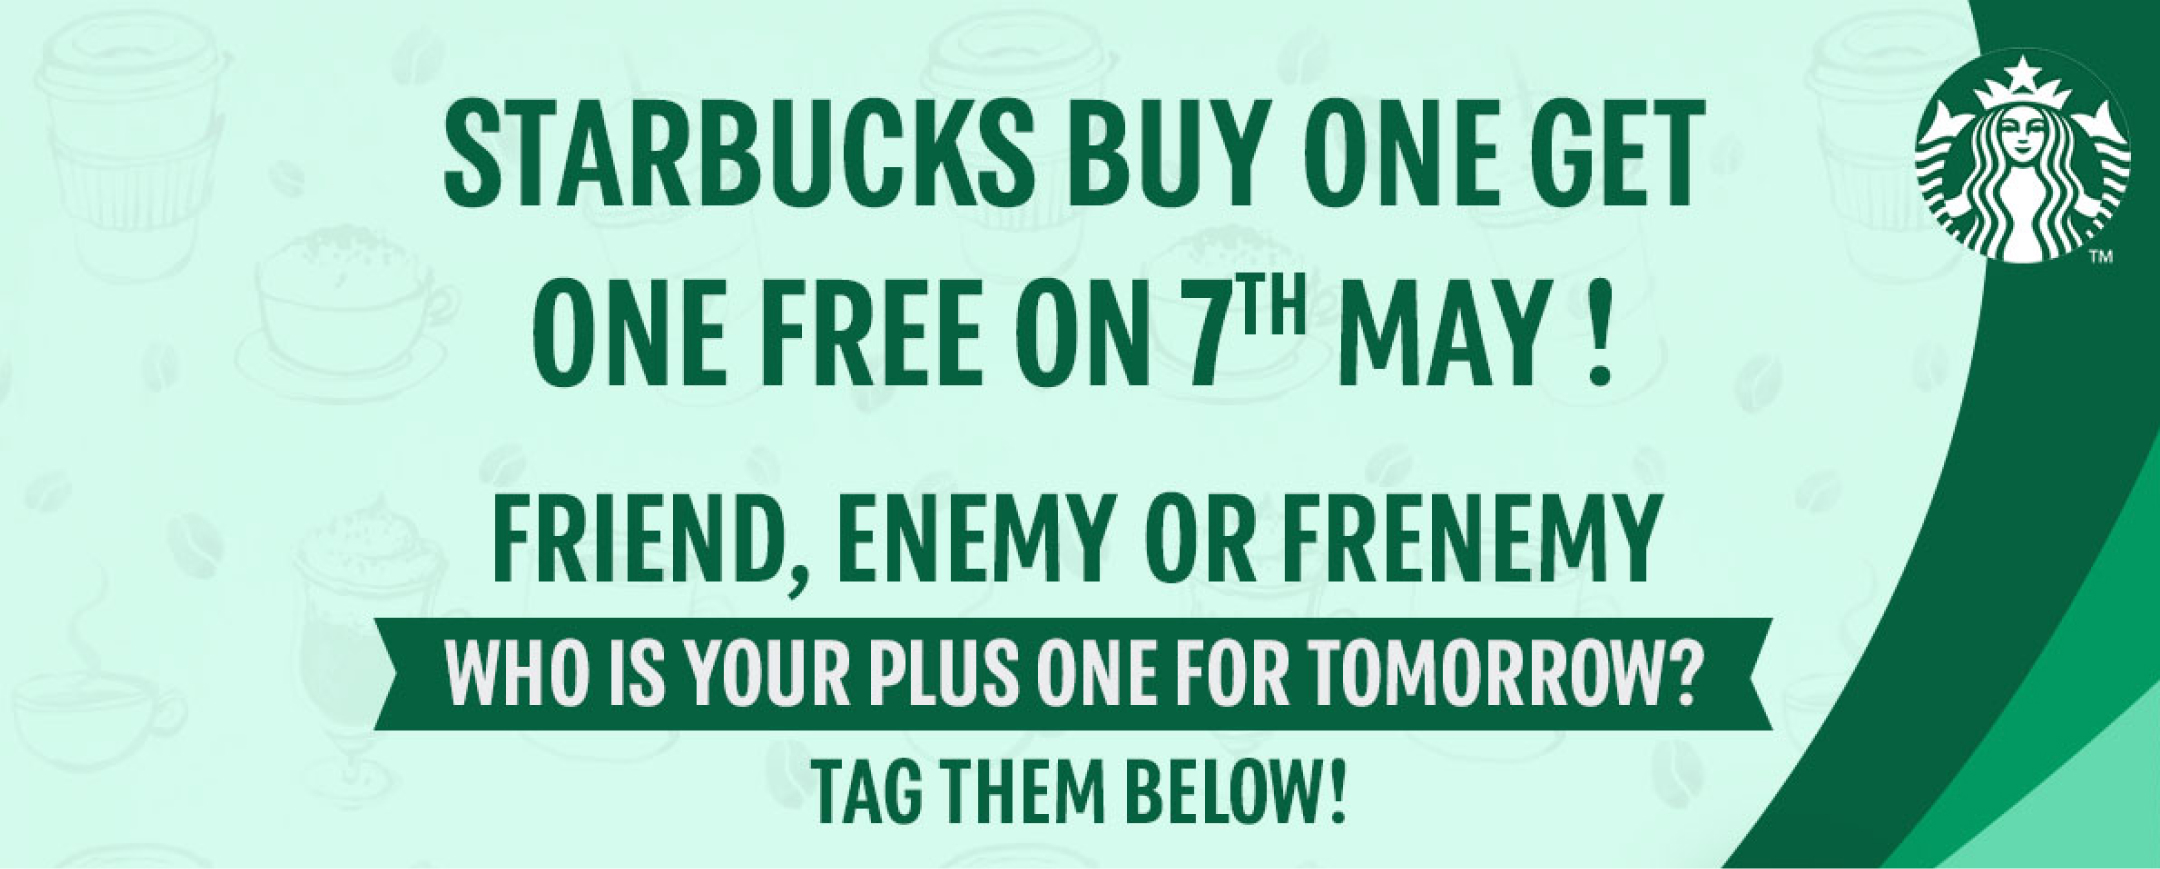 STARBUCKS BUY ONE GET
ONE FREE ON 7TH MAY !
FRIEND, ENEMY OR FRENEMY
WHO IS YOUR PLUS ONE FOR TOMORROW?
TAG THEM BELOW!
TM